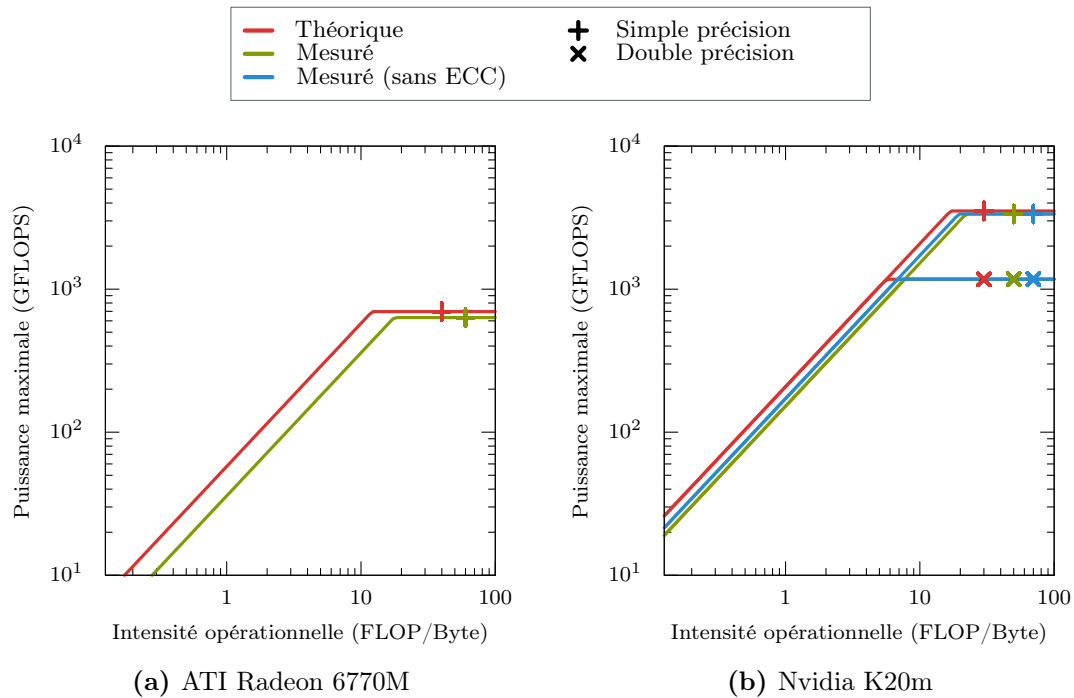 Théorique
Mesuré
Mesuré (sans ECC)
Simple précision
Double précision
Puissance maximale (GFLOPS)
10^4
10^3
10^2
10^1
1
10
100
Intensité opérationnelle (FLOP/Byte)
(a) ATI Radeon 6770M
Puissance maximale (GFLOPS)
10^4
10^3
10^2
10^1
1
10
100
Intensité opérationnelle (FLOP/Byte)
(b) Nvidia K20m